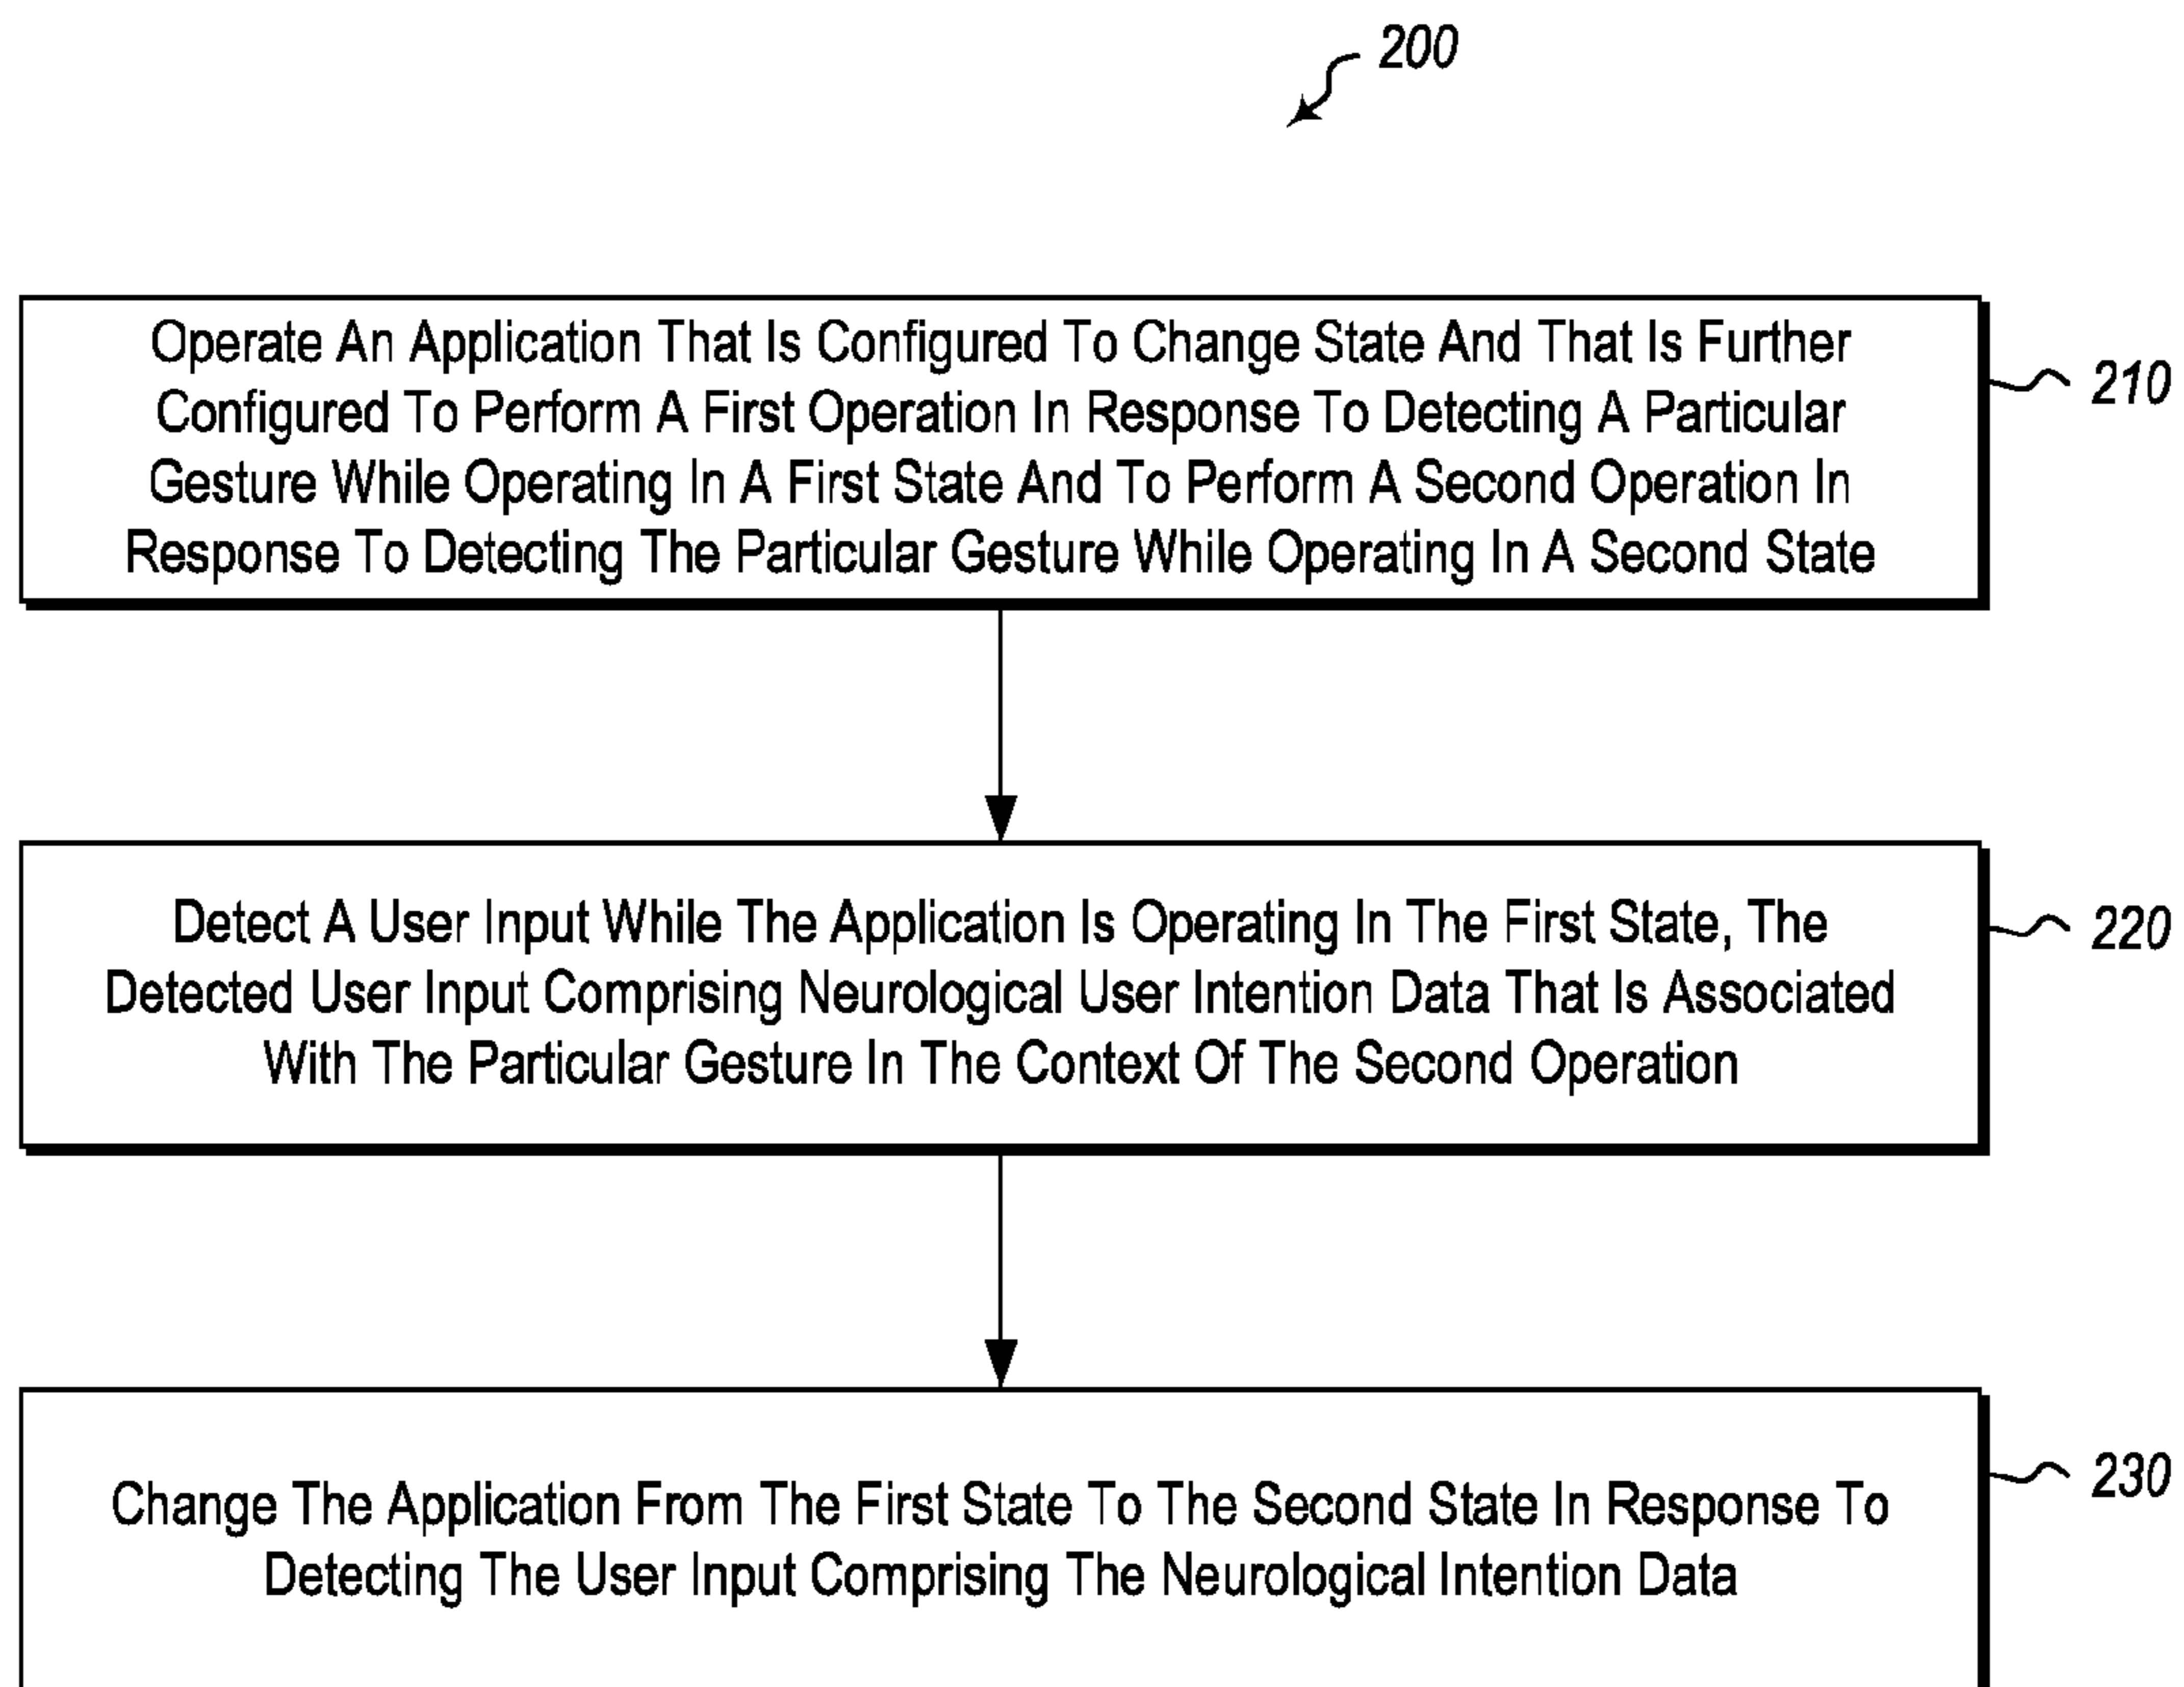 200
Operate An Application That Is Configured To Change State And That Is Further
Configured To Perform A First Operation In Response To Detecting A Particular
Gesture While Operating In A First State And To Perform A Second Operation In
Response To Detecting The Particular Gesture While Operating In A Second State
210
Detect A User Input While The Application Is Operating In The First State, The
Detected User Input Comprising Neurological User Intention Data That Is Associated
With The Particular Gesture In The Context Of The Second Operation
220
Change The Application From The First State To The Second State In Response To
Detecting The User Input Comprising The Neurological Intention Data
230